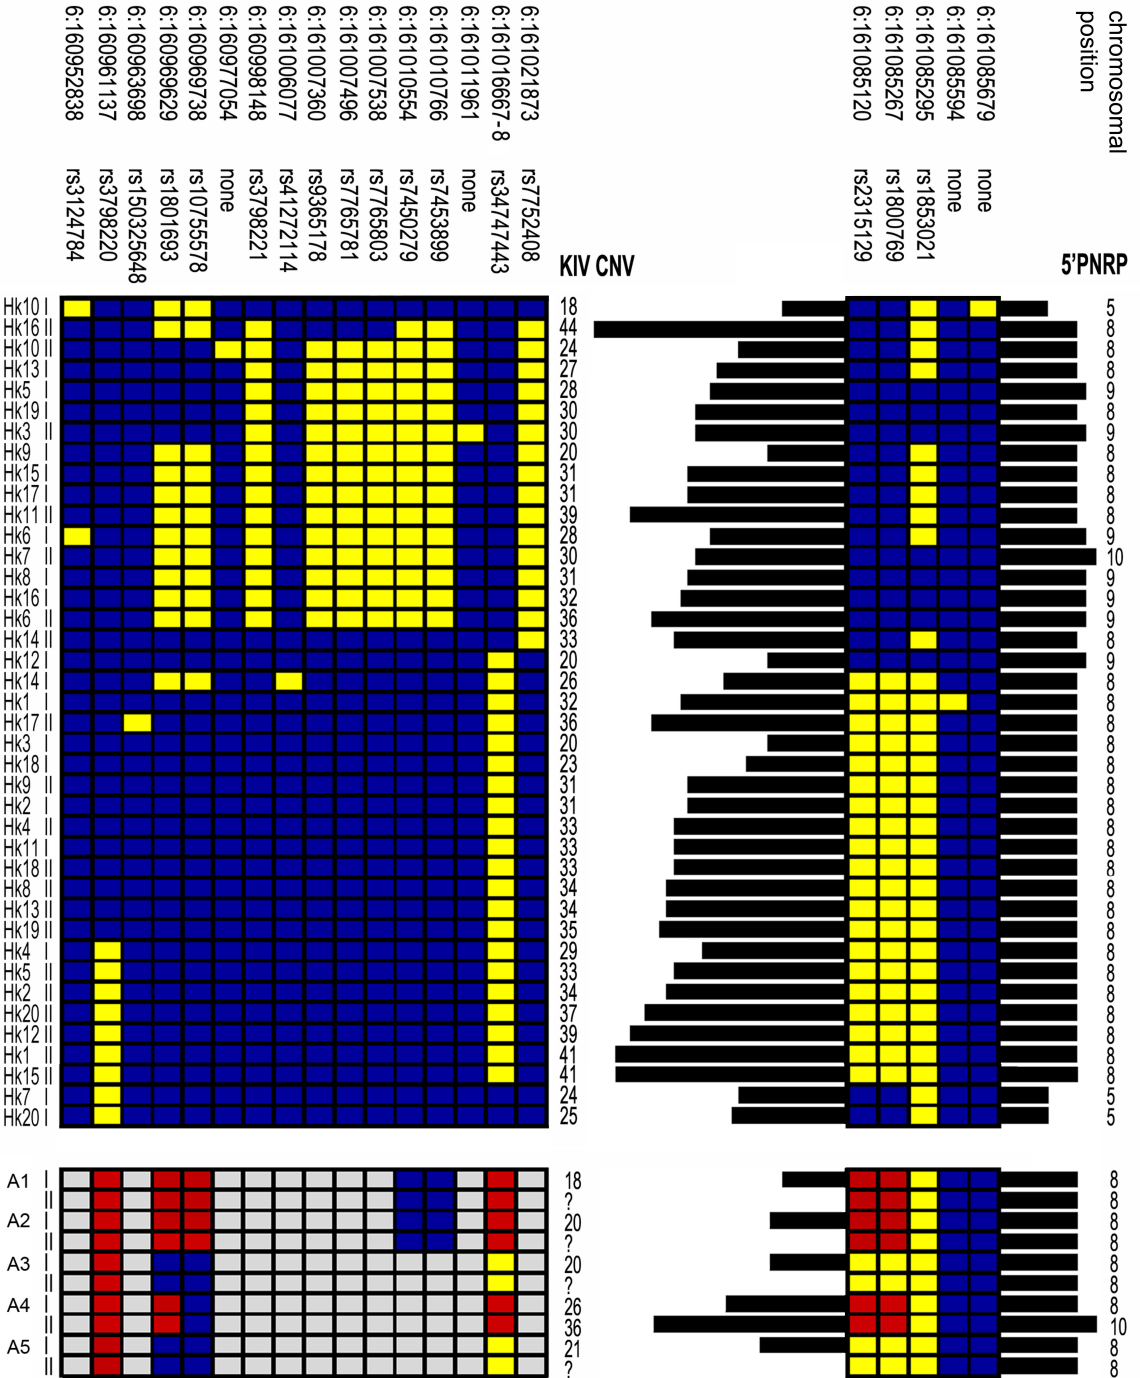 6:160952838 rs3124784
6:160961137 rs3798220
6:160963698 rs150325648
6:160969629 rs1801693
6:160969738 rs10755578
6:160977054 none
6:160998148 rs3798221
6:161006077 rs41272114
6:161007360 rs9365178
6:161007496 rs7765781
6:161007538 rs7765803
6:161010554 rs7450279
6:161010766 rs7453899
6:161011961 none
6:161016667-8 rs34747443
6:161021873 rs7752408
6:161085120 rs2315129
6:161085267 rs1800769
6:161085295 rs1853021
6:161085594 none
6:161085679 none
chromosomal
position
KIV CNV 5'PNRP
Hk10 I 18 5
Hk16 II 44 8
Hk10 II 24 8
Hk13 I 27 8
Hk5 I 28 9
Hk19 I 30 8
Hk3 II 30 9
Hk9 I 20 8
Hk15 I 31 8
Hk17 I 31 8
Hk11 II 39 8
Hk6 I 28 9
Hk7 II 30 10
Hk8 I 31 9
Hk16 I 32 9
Hk6 II 36 9
Hk14 II 33 8
Hk12 I 20 9
Hk14 I 26 8
Hk1 I 32 8
Hk17 II 36 8
Hk3 I 20 8
Hk18 I 23 8
Hk9 II 31 8
Hk2 I 31 8
Hk4 II 33 8
Hk11 I 33 8
Hk18 II 33 8
Hk8 II 34 8
Hk13 II 34 8
Hk19 II 35 8
Hk4 I 29 8
Hk5 II 33 8
Hk2 II 34 8
Hk20 II 37 8
Hk12 II 39 8
Hk1 II 41 8
Hk15 II 41 8
Hk7 I 24 5
Hk20 I 25 5
A1 I 18 8
II ? 8
A2 I 20 8
II ? 8
A3 I 20 8
II ? 8
A4 I 26 8
II 36 10
A5 I 21 8
II ? 8